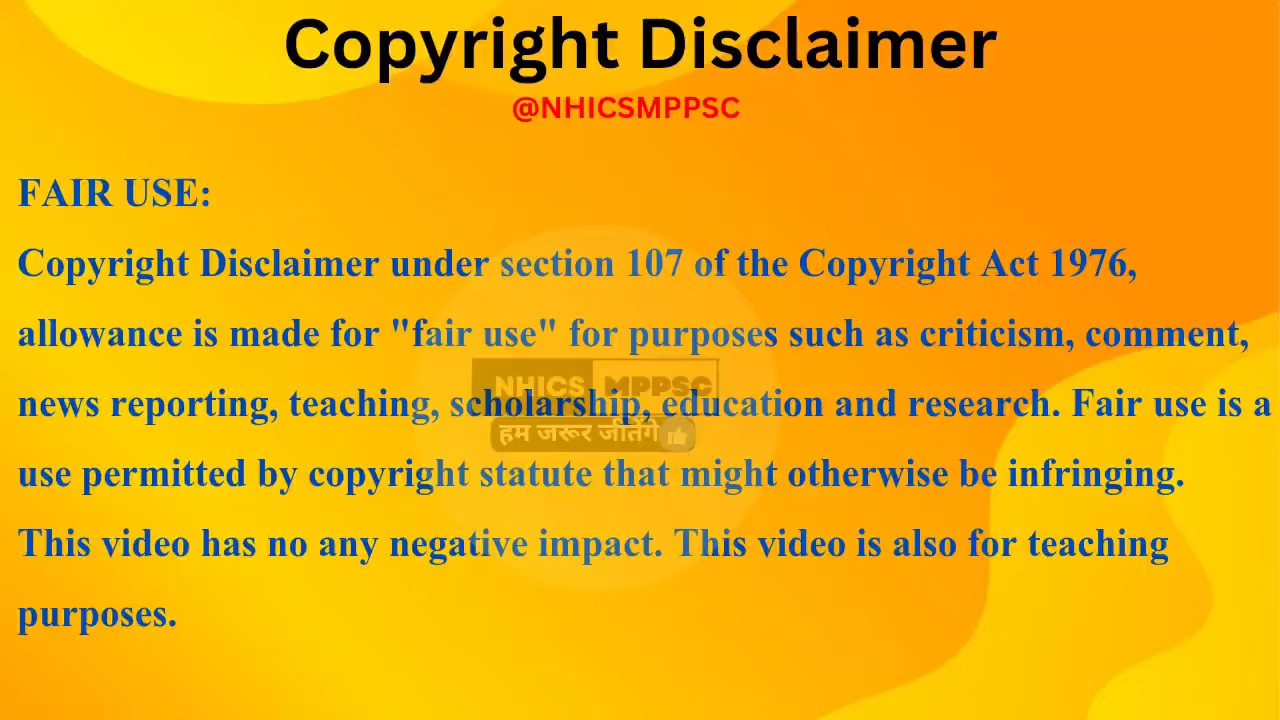 Copyright Disclaimer
@NHICSMPPSC
FAIR USE:
Copyright Disclaimer under section 107 of the Copyright Act 1976,
allowance is made for "fair use" for purposes such as criticism, comment,
NHICS MPPSC
news reporting, teaching, scholarship, education and research. Fair use is a
हम जरूर जीतेंगे
use permitted by copyright statute that might otherwise be infringing.
This video has no any negative impact. This video is also for teaching
purposes.